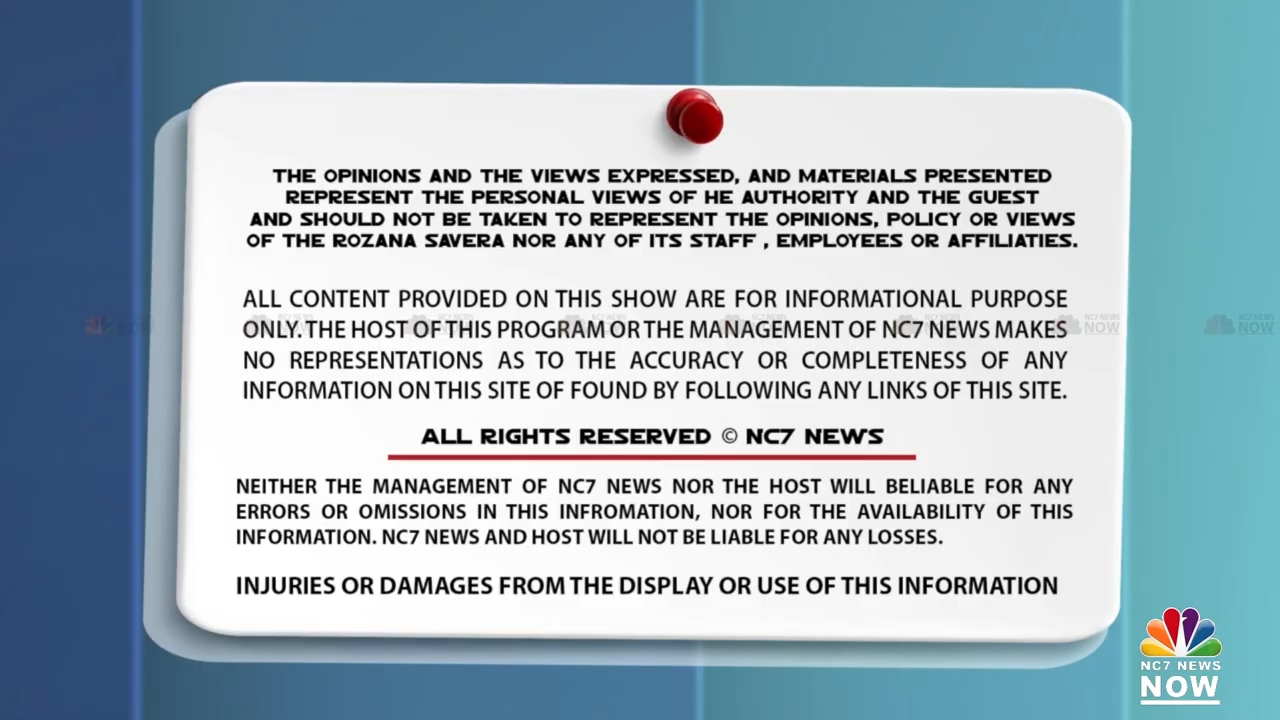 THE OPINIONS AND THE VIEWS EXPRESSED, AND MATERIALS PRESENTED
REPRESENT THE PERSONAL VIEWS OF HE AUTHORITY AND THE GUEST
AND SHOULD NOT BE TAKEN TO REPRESENT THE OPINIONS, POLICY OR VIEWS
OF THE ROZANA SAVERA NOR ANY OF ITS STAFF , EMPLOYEES OR AFFILIATIES.
ALL CONTENT PROVIDED ON THIS SHOW ARE FOR INFORMATIONAL PURPOSE
ONLY. THE HOST OF THIS PROGRAM OR THE MANAGEMENT OF NC7 NEWS MAKES
NO REPRESENTATIONS AS TO THE ACCURACY OR COMPLETENESS OF ANY
INFORMATION ON THIS SITE OF FOUND BY FOLLOWING ANY LINKS OF THIS SITE.
ALL RIGHTS RESERVED © NC7 NEWS
NEITHER THE MANAGEMENT OF NC7 NEWS NOR THE HOST WILL BELIABLE FOR ANY
ERRORS OR OMISSIONS IN THIS INFROMATION, NOR FOR THE AVAILABILITY OF THIS
INFORMATION. NC7 NEWS AND HOST WILL NOT BE LIABLE FOR ANY LOSSES.
INJURIES OR DAMAGES FROM THE DISPLAY OR USE OF THIS INFORMATION
NC7 NEWS
NOW